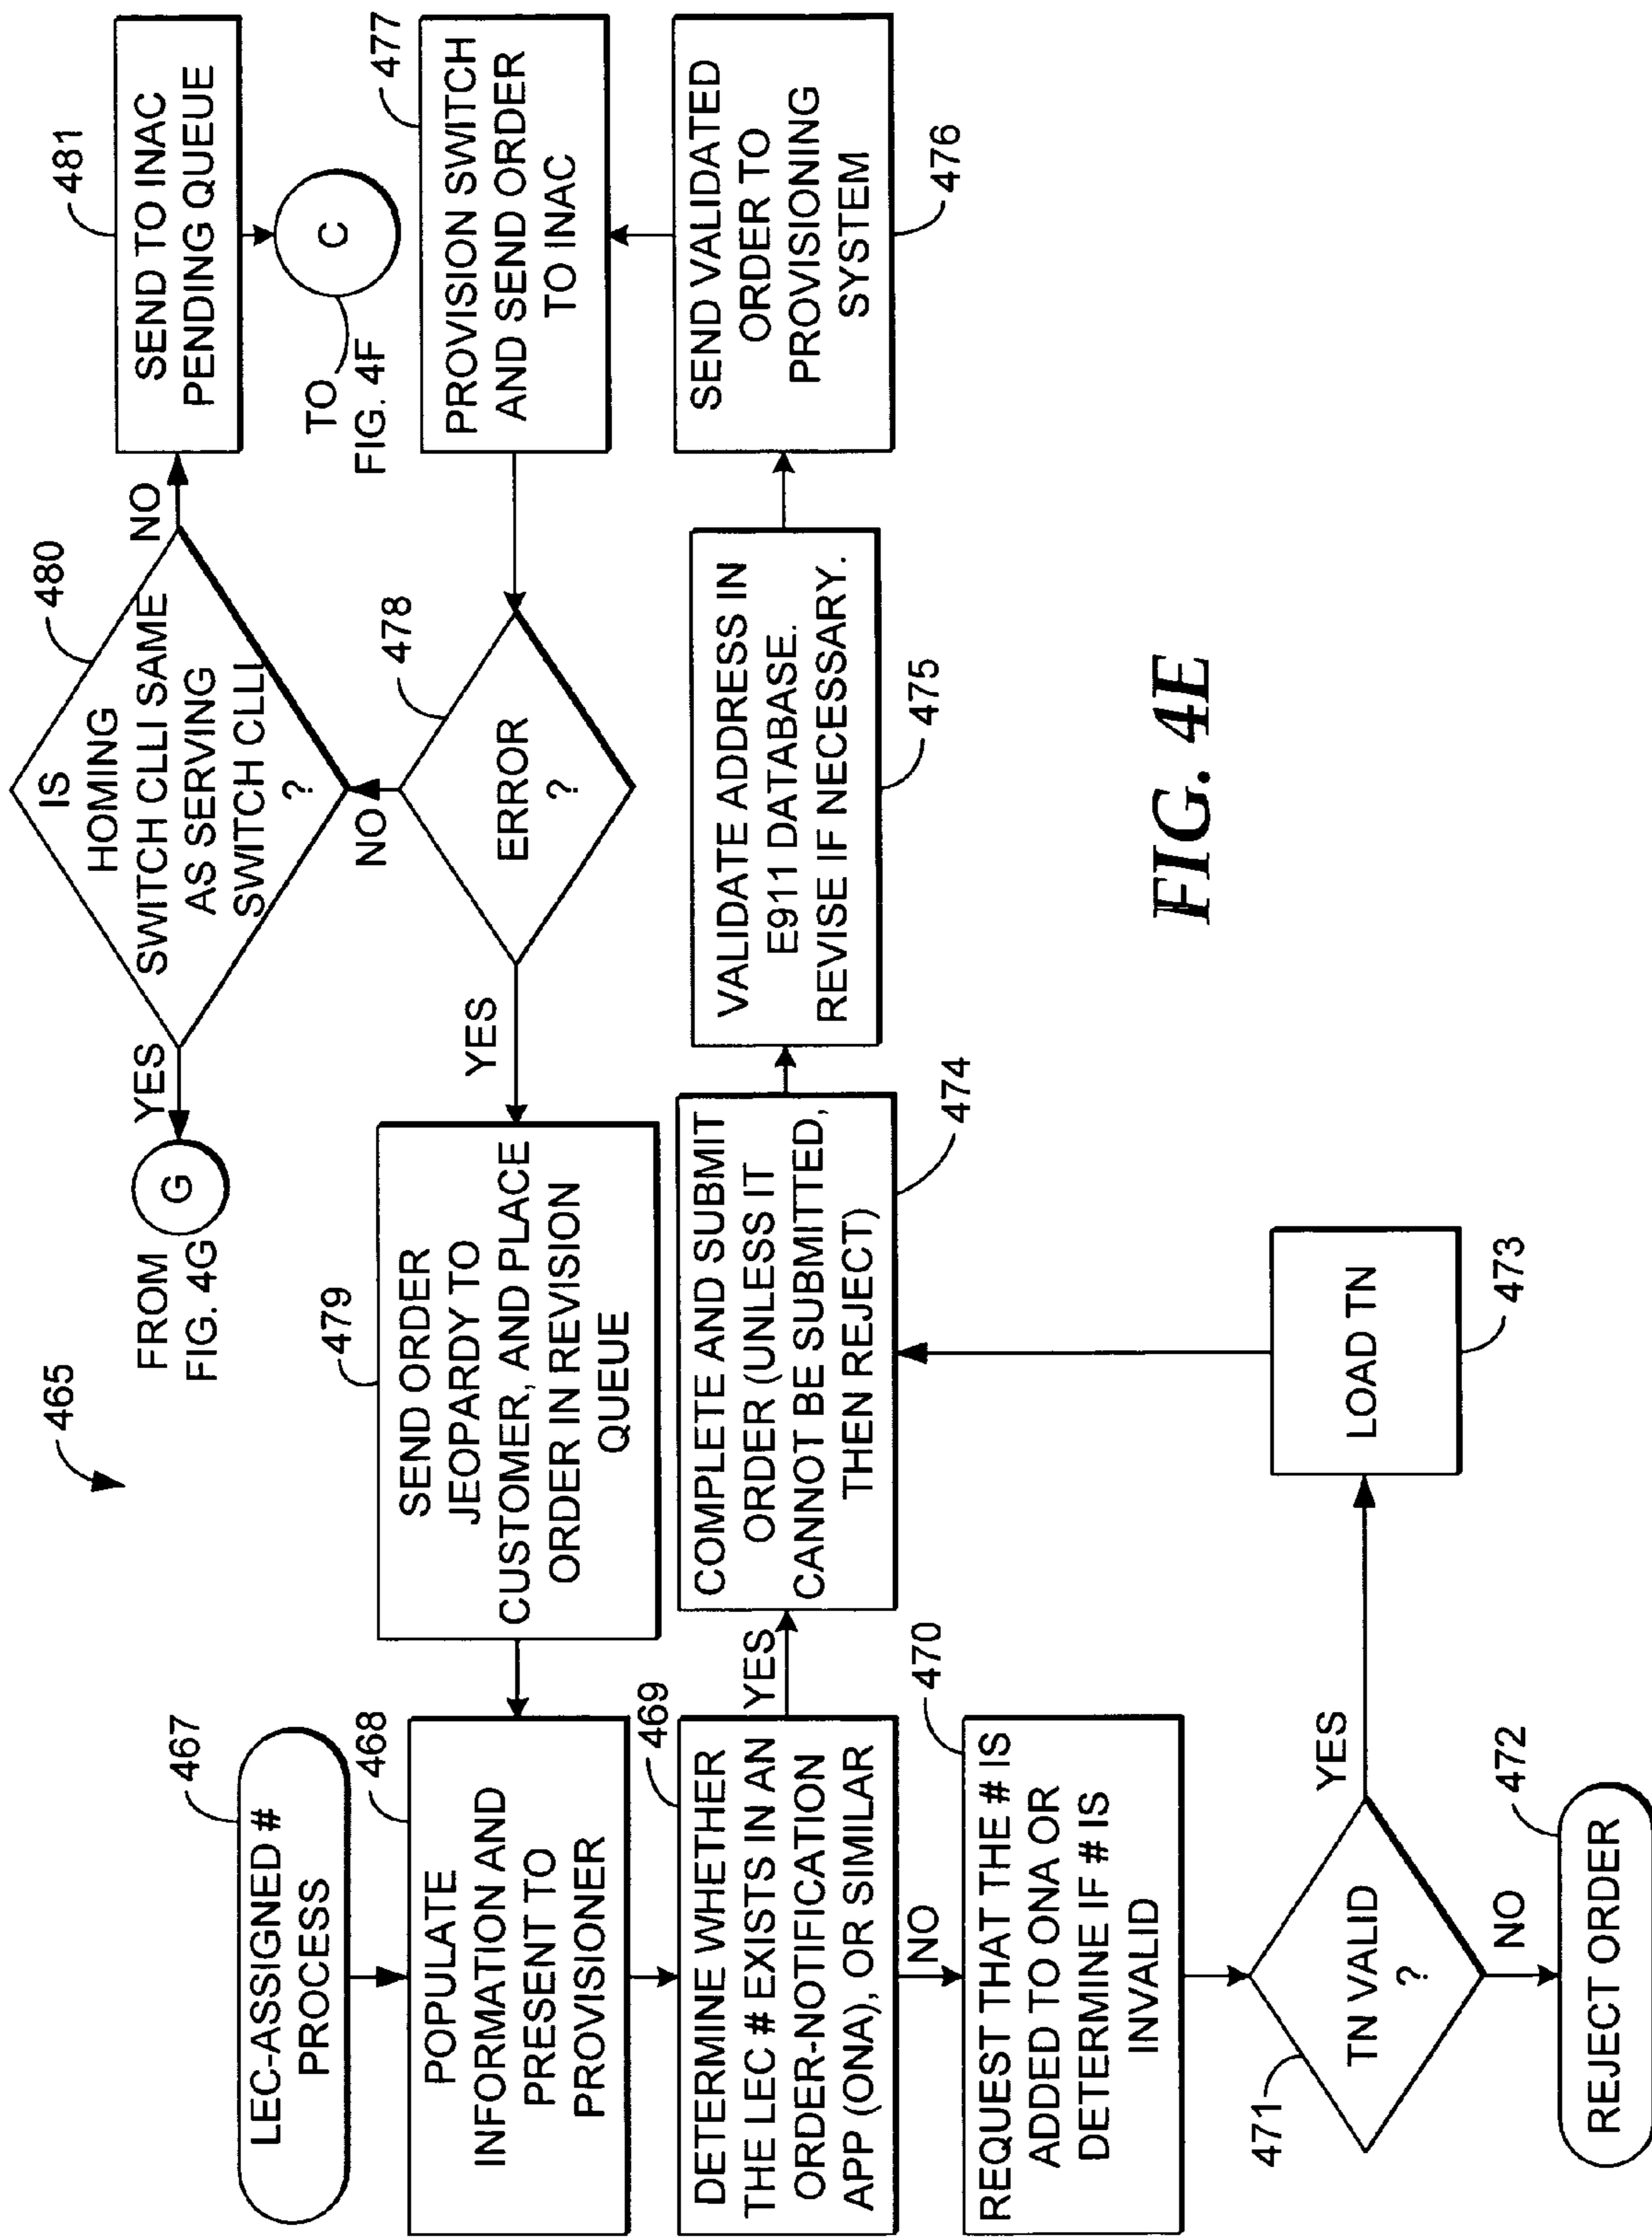 465
467
LEC-ASSIGNED #
PROCESS
468
POPULATE
INFORMATION AND
PRESENT TO
PROVISIONER
469
DETERMINE WHETHER
THE LEC # EXISTS IN AN
ORDER-NOTIFICATION
APP (ONA), OR SIMILAR
YES
NO
470
REQUEST THAT THE # IS
ADDED TO ONA OR
DETERMINE IF # IS
INVALID
471
TN VALID
?
YES
NO
472
REJECT ORDER
473
LOAD TN
474
COMPLETE AND SUBMIT
ORDER (UNLESS IT
CANNOT BE SUBMITTED,
THEN REJECT)
475
VALIDATE ADDRESS IN
E911 DATABASE.
REVISE IF NECESSARY.
476
SEND VALIDATED
ORDER TO
PROVISIONING
SYSTEM
477
PROVISION SWITCH
AND SEND ORDER
TO INAC
478
ERROR
?
YES
NO
479
SEND ORDER
JEOPARDY TO
CUSTOMER, AND PLACE
ORDER IN REVISION
QUEUE
480
IS
HOMING
SWITCH CLLI SAME
AS SERVING
SWITCH CLLI
?
YES
NO
G
FROM
FIG. 4G
481
SEND TO INAC
PENDING QUEUE
C
TO
FIG. 4F
FIG. 4E